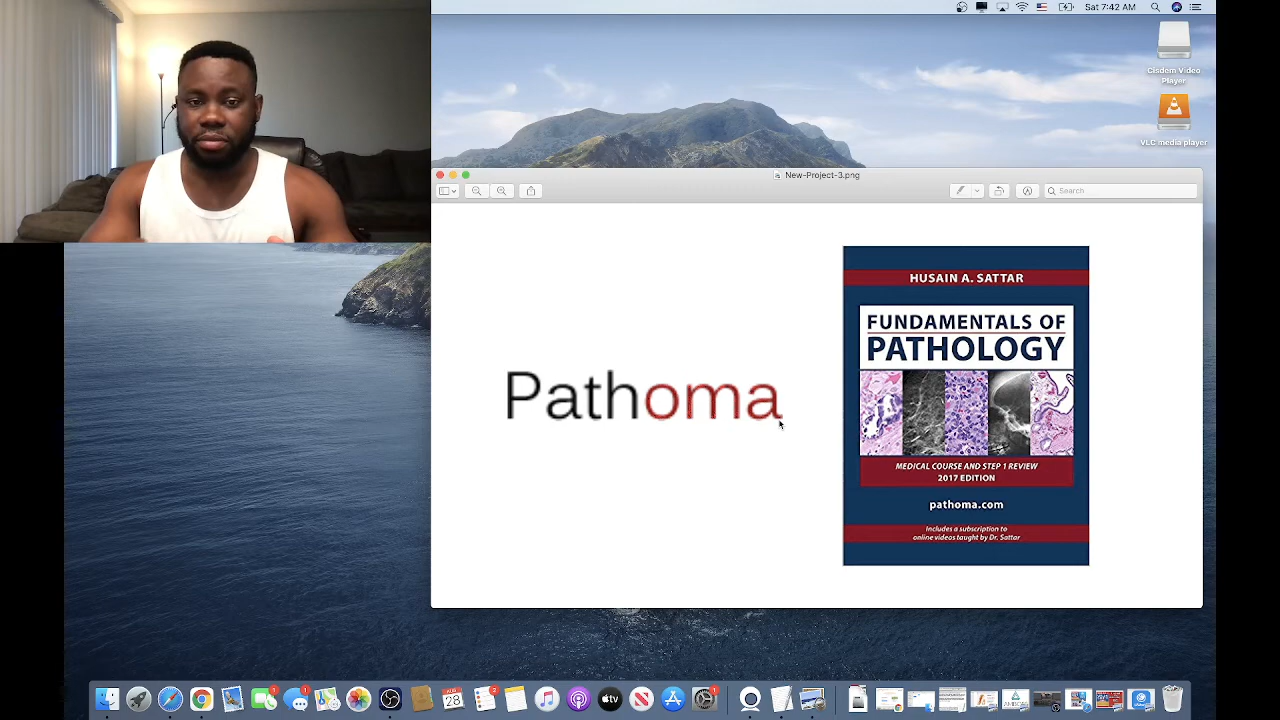 Sat 7:42 AM
Cisdem Video
Player
VLC media player
New-Project-3.png
Search
Pathoma
HUSAIN A. SATTAR
FUNDAMENTALS OF
PATHOLOGY
MEDICAL COURSE AND STEP 1 REVIEW
2017 EDITION
pathoma.com
Includes a subscription to
online videos taught by Dr. Sattar